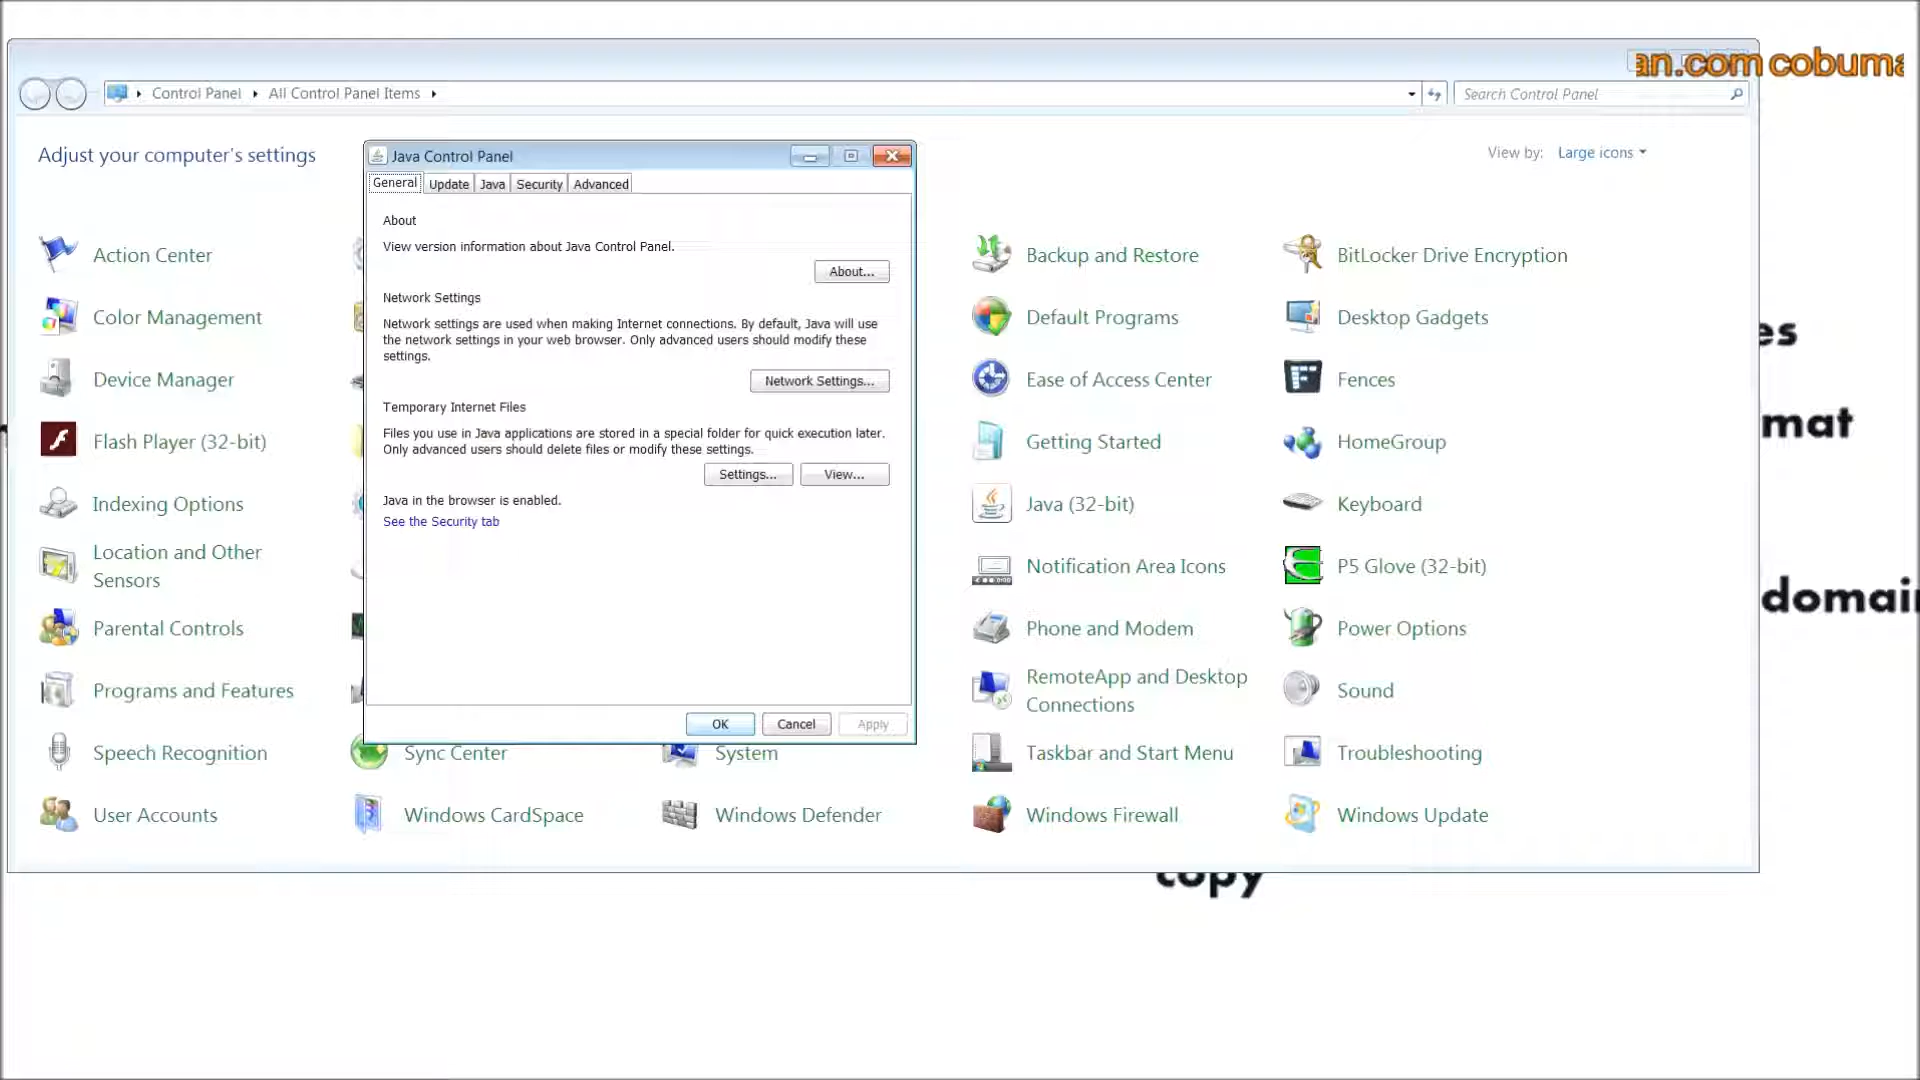 an.com cobuma
Control Panel
All Control Panel Items
Search Control Panel
Adjust your computer's settings
View by: Large icons
Java Control Panel
General
Update
Java
Security
Advanced
About
View version information about Java Control Panel.
About...
Network Settings
Network settings are used when making Internet connections. By default, Java will use
the network settings in your web browser. Only advanced users should modify these
settings.
Network Settings...
Temporary Internet Files
Files you use in Java applications are stored in a special folder for quick execution later.
Only advanced users should delete files or modify these settings.
Settings...
View...
Java in the browser is enabled.
See the Security tab
OK
Cancel
Apply
Action Center
Backup and Restore
BitLocker Drive Encryption
Color Management
Default Programs
Desktop Gadgets
es
Device Manager
Ease of Access Center
Fences
mat
Flash Player (32-bit)
Getting Started
HomeGroup
Indexing Options
Java (32-bit)
Keyboard
Location and Other
Sensors
Notification Area Icons
P5 Glove (32-bit)
domain
Parental Controls
Phone and Modem
Power Options
Programs and Features
RemoteApp and Desktop
Connections
Sound
Speech Recognition
Sync Center
System
Taskbar and Start Menu
Troubleshooting
User Accounts
Windows CardSpace
Windows Defender
Windows Firewall
Windows Update
copy